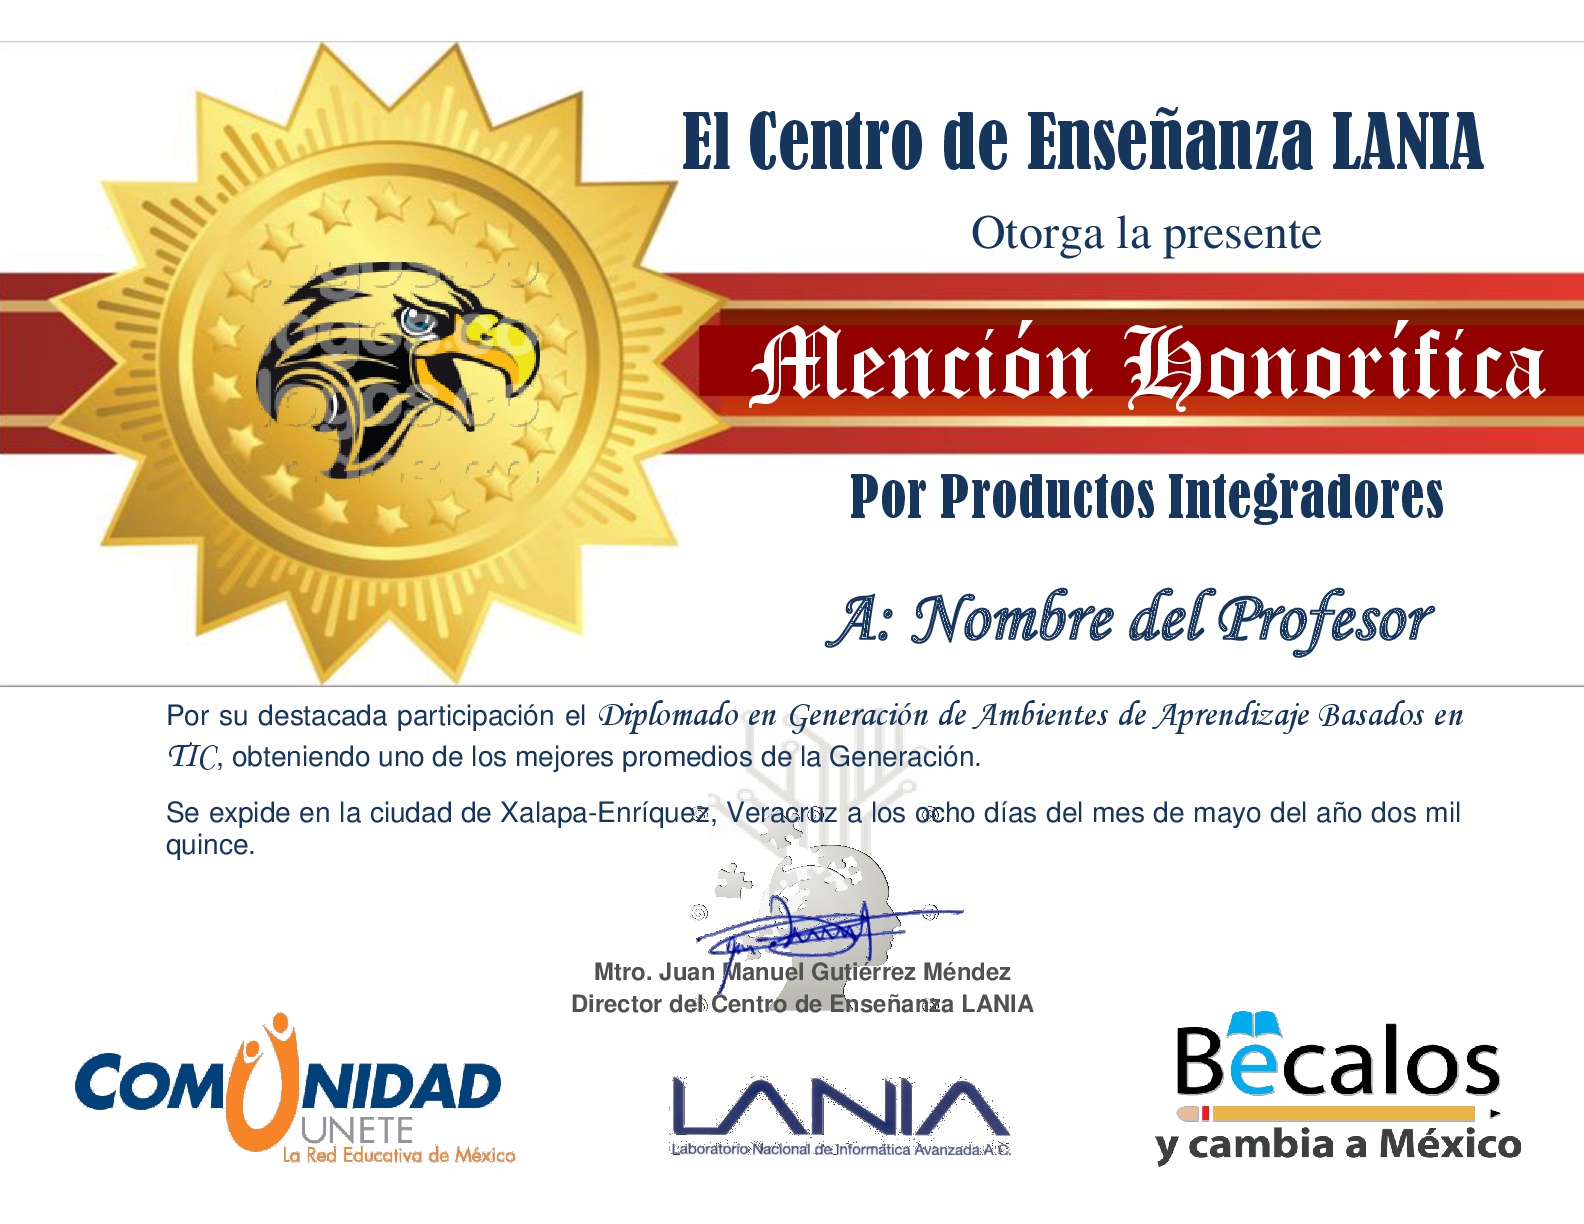 El Centro de Enseñanza LANIA
Otorga la presente
Mención Honorífica
Por Productos Integradores
A: Nombre del Profesor
Por su destacada participación el Diplomado en Generación de Ambientes de Aprendizaje Basados en
TIC, obteniendo uno de los mejores promedios de la Generación.
Se expide en la ciudad de Xalapa-Enríquez, Veracruz a los ocho días del mes de mayo del año dos mil
quince.
Mtro. Juan Manuel Gutiérrez Méndez
Director del Centro de Enseñanza LANIA
COMUNIDAD
UNETE
La Red Educativa de México
LANIA
Laboratorio Nacional de Informática Avanzada A.C.
Bécalos
y cambia a México